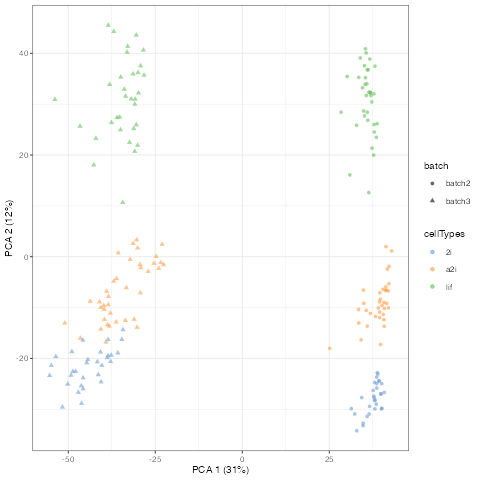 40
20
0
-20
PCA 2 (12%)
-50
-25
0
25
PCA 1 (31%)
batch
batch2
batch3
cellTypes
2i
a2i
lif